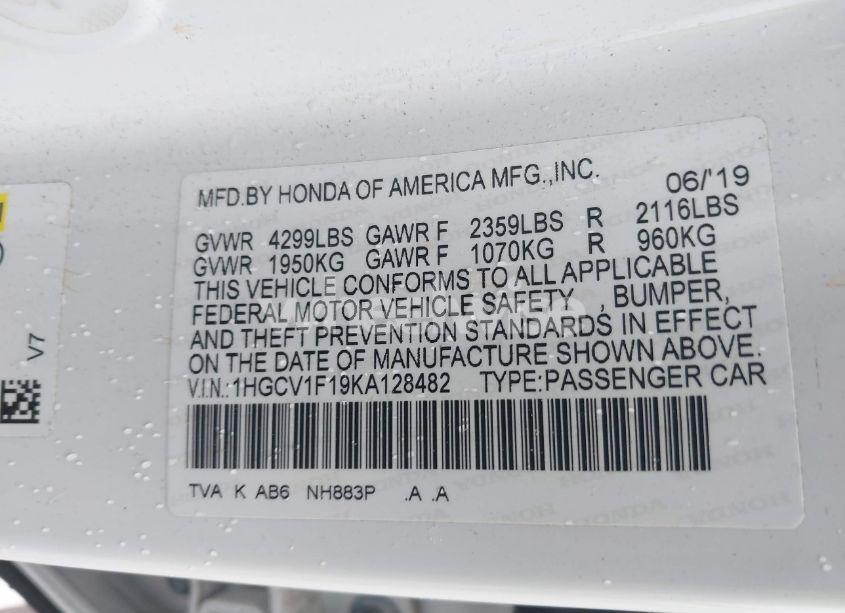 MFD.BY HONDA OF AMERICA MFG.,INC. 06/'19
GVWR 4299LBS GAWR F 2359LBS R 2116LBS
GVWR 1950KG GAWR F 1070KG R 960KG
THIS VEHICLE CONFORMS TO ALL APPLICABLE
FEDERAL MOTOR VEHICLE SAFETY , BUMPER,
AND THEFT PREVENTION STANDARDS IN EFFECT
ON THE DATE OF MANUFACTURE SHOWN ABOVE.
V.I.N.:1HGCV1F19KA128482 TYPE:PASSENGER CAR
TVA K AB6 NH883P .A .A
V7